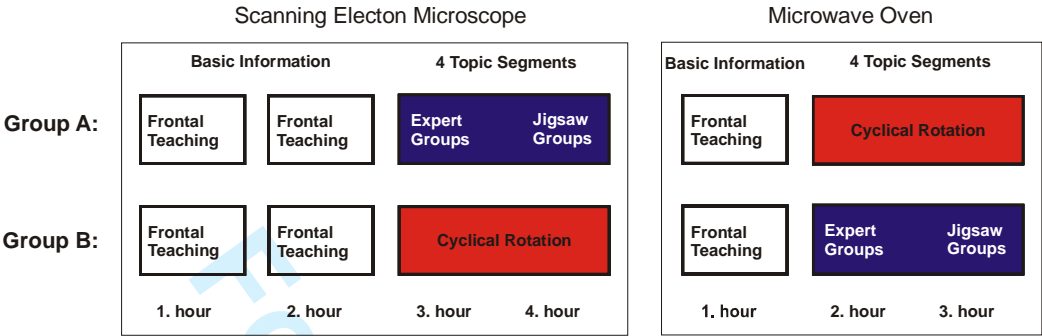 Scanning Electon Microscope
Microwave Oven
Basic Information
4 Topic Segments
Basic Information
4 Topic Segments
Group A:
Frontal
Teaching
Frontal
Teaching
Expert
Groups
Jigsaw
Groups
Frontal
Teaching
Cyclical Rotation
Group B:
Frontal
Teaching
Frontal
Teaching
Cyclical Rotation
Frontal
Teaching
Expert
Groups
Jigsaw
Groups
1. hour
2. hour
3. hour
4. hour
1. hour
2. hour
3. hour